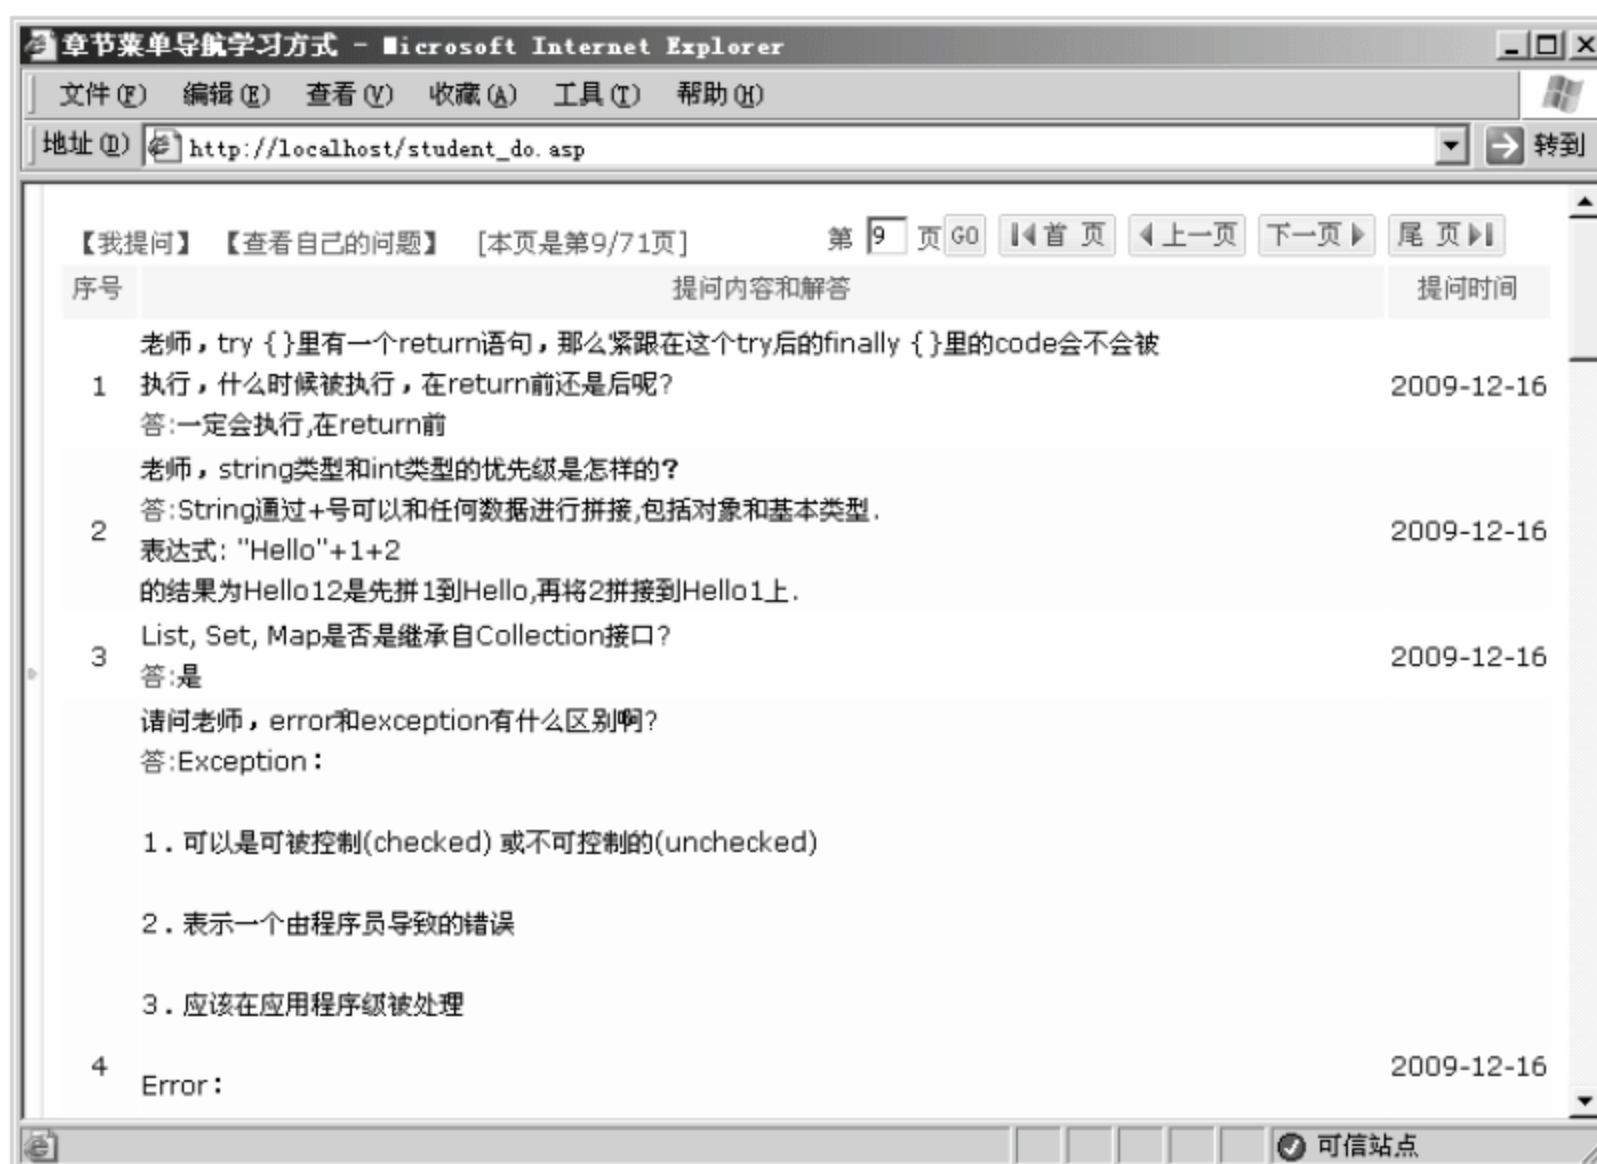 章节菜单导航学习方式 - Microsoft Internet Explorer
文件(F) 编辑(E) 查看(V) 收藏(A) 工具(T) 帮助(H)
地址(D) http://localhost/student_do.asp 转到
【我提问】 【查看自己的问题】 [本页是第9/71页] 第 9 页 GO 首 页 上一页 下一页 尾 页
序号 提问内容和解答 提问时间
老师，try {}里有一个return语句，那么紧跟在这个try后的finally {}里的code会不会被
1 执行，什么时候被执行，在return前还是后呢? 2009-12-16
答:一定会执行,在return前
老师，string类型和int类型的优先级是怎样的?
答:String通过+号可以和任何数据进行拼接,包括对象和基本类型.
2 2009-12-16
表达式: "Hello"+1+2
的结果为Hello12是先拼1到Hello,再将2拼接到Hello1上.
List, Set, Map是否是继承自Collection接口?
3 2009-12-16
答:是
请问老师，error和exception有什么区别啊?
答:Exception：
1．可以是可被控制(checked) 或不可控制的(unchecked)
2．表示一个由程序员导致的错误
3．应该在应用程序级被处理
4 2009-12-16
Error：
可信站点